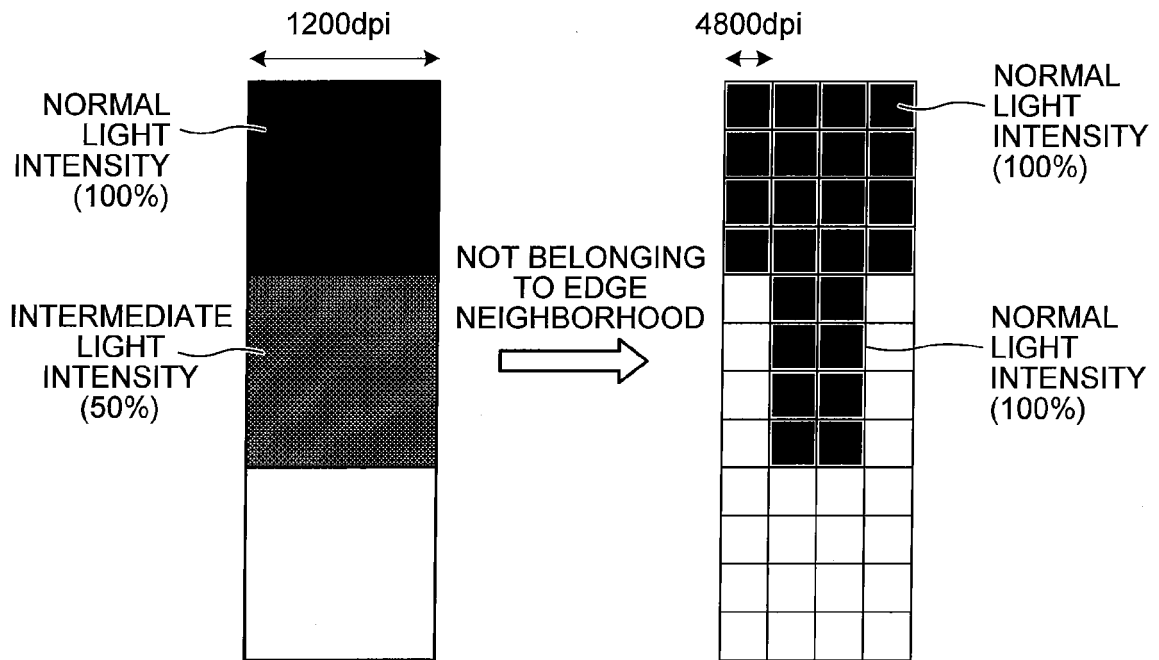 1200dpi
4800dpi
NORMAL
LIGHT
INTENSITY
(100%)
NORMAL
LIGHT
INTENSITY
(100%)
NOT BELONGING
TO EDGE
NEIGHBORHOOD
INTERMEDIATE
LIGHT
INTENSITY
(50%)
NORMAL
LIGHT
INTENSITY
(100%)